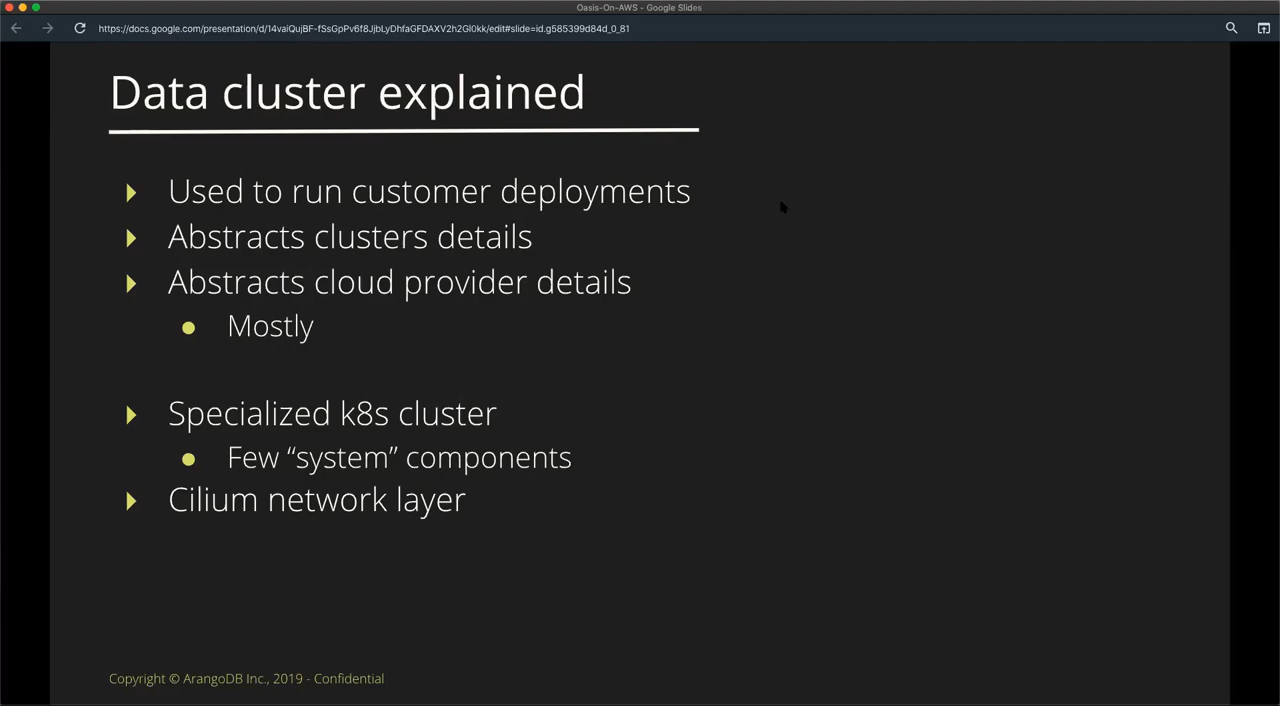 Oasis-On-AWS - Google Slides
https://docs.google.com/presentation/d/14vaiQujBF-fSsGpPv6f8JjbLyDhfaGFDAXV2h2Gl0kk/edit#slide=id.g585399d84d_0_81
Data cluster explained
Used to run customer deployments
Abstracts clusters details
Abstracts cloud provider details
Mostly
Specialized k8s cluster
Few “system” components
Cilium network layer
Copyright © ArangoDB Inc., 2019 - Confidential